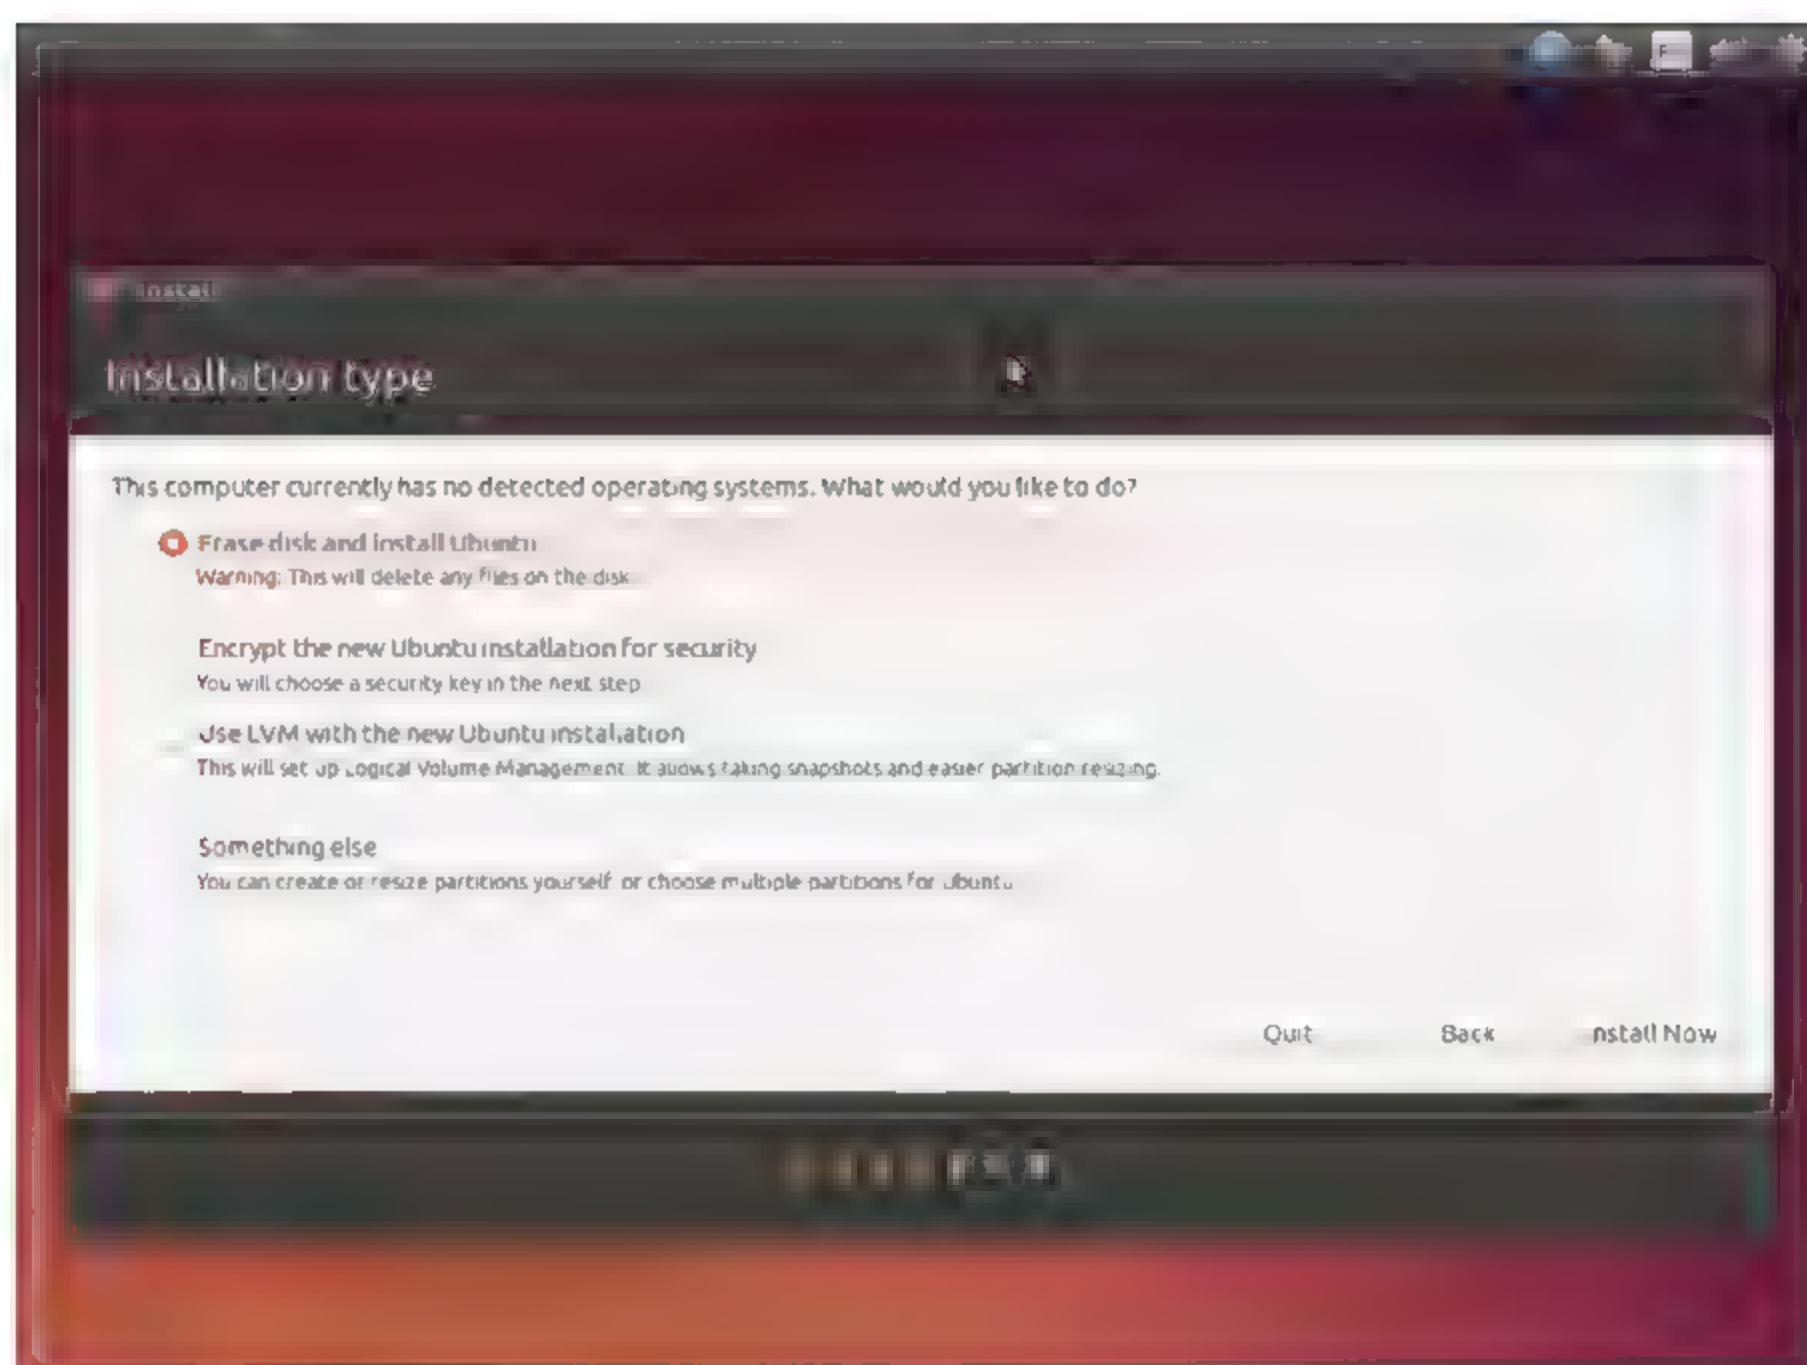 Install
Installation type
This computer currently has no detected operating systems. What would you like to do?
Erase disk and install Ubuntu
Warning: This will delete any files on the disk.
Encrypt the new Ubuntu installation for security
You will choose a security key in the next step.
Use LVM with the new Ubuntu installation
This will set up Logical Volume Management. It allows taking snapshots and easier partition resizing.
Something else
You can create or resize partitions yourself, or choose multiple partitions for Ubuntu.
Quit
Back
Install Now